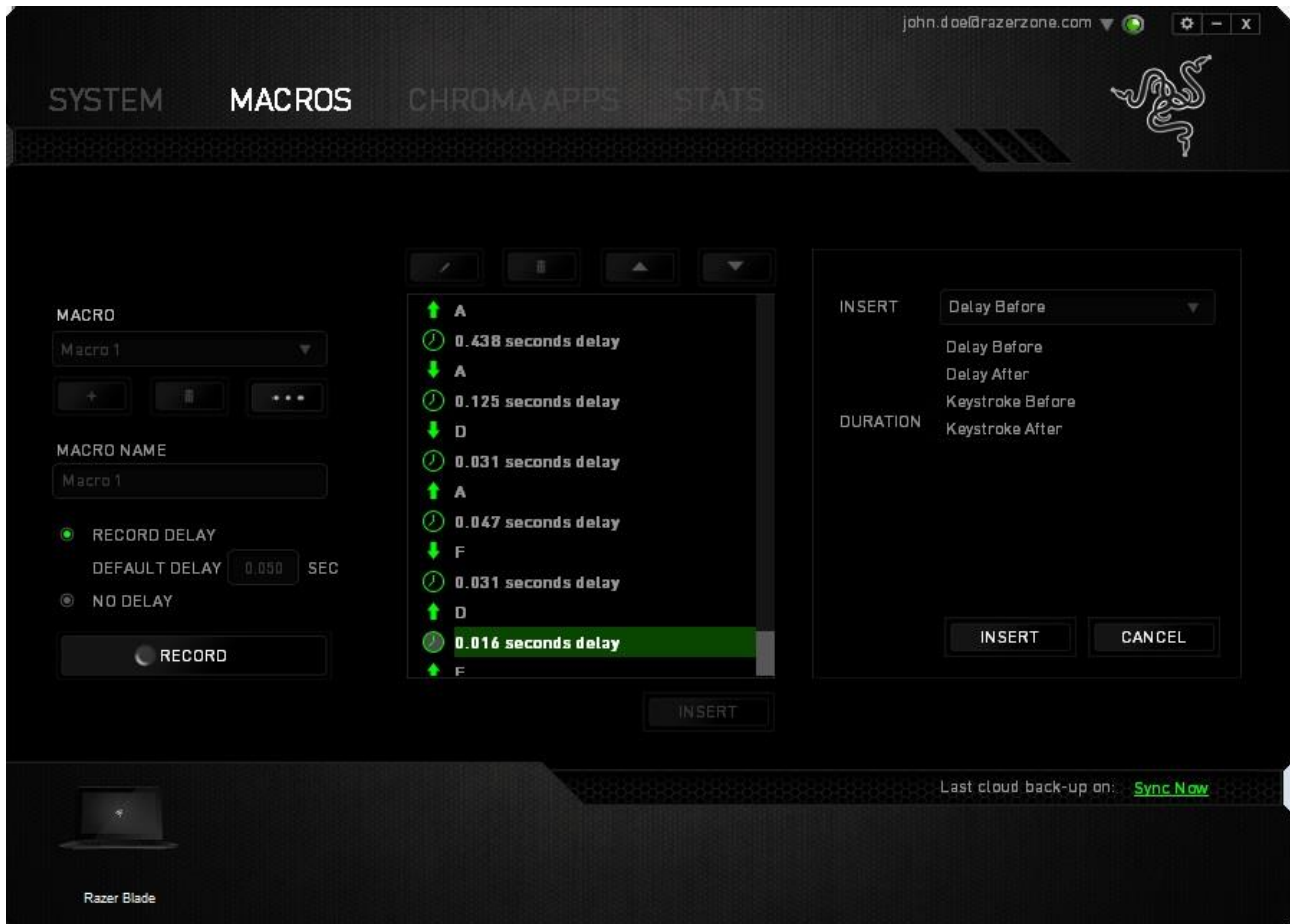 john.doe@razerzone.com
X
SYSTEM MACROS CHROMA APPS STATS
MACRO
Macro 1
MACRO NAME
Macro 1
RECORD DELAY
DEFAULT DELAY 0.050 SEC
NO DELAY
RECORD
A
0.438 seconds delay
A
0.125 seconds delay
D
0.031 seconds delay
A
0.047 seconds delay
F
0.031 seconds delay
D
0.016 seconds delay
INSERT
INSERT Delay Before
Delay Before
Delay After
Keystroke Before
DURATION
Keystroke After
INSERT CANCEL
Last cloud back-up on: Sync Now
Razer Blade